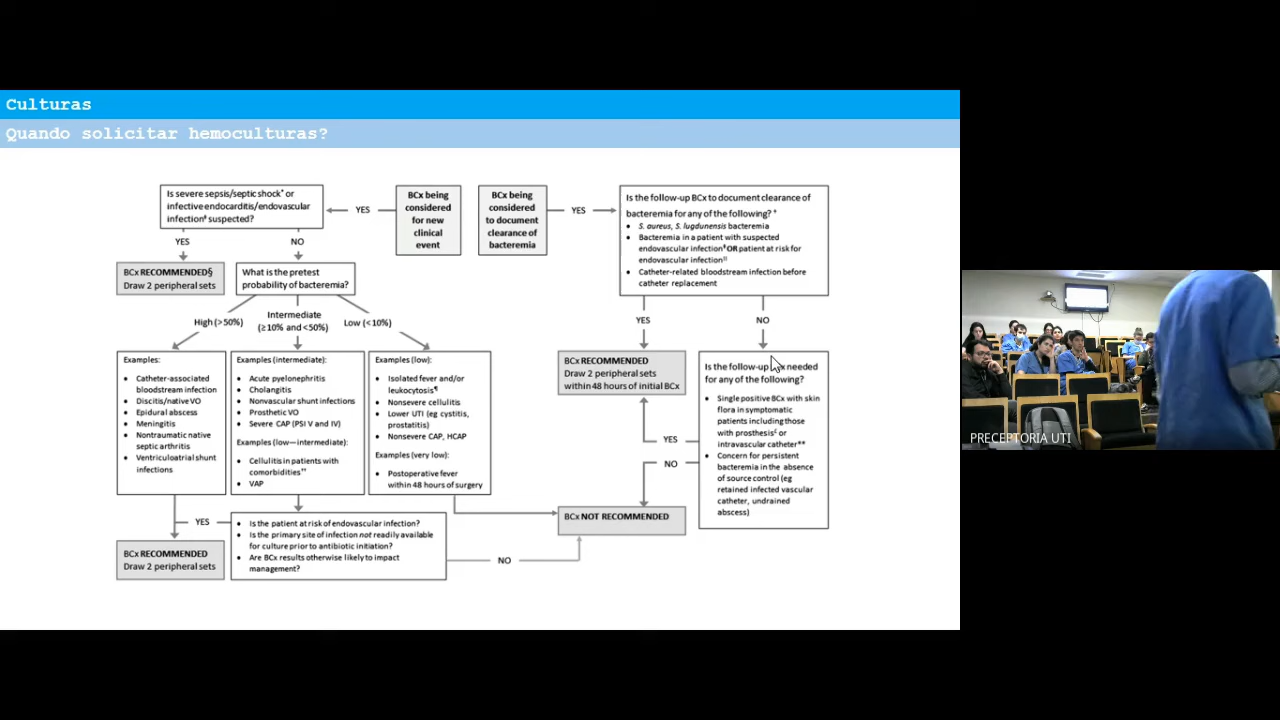 Culturas
Quando solicitar hemoculturas?
Is severe sepsis/septic shock* or
infective endocarditis/endovascular
infection‡ suspected?
YES
BCx being
considered
for new
clinical
event
BCx being
considered
to document
clearance of
bacteremia
YES
Is the follow-up BCx to document clearance of
bacteremia for any of the following? +
• S. aureus, S. lugdunensis bacteremia
• Bacteremia in a patient with suspected
endovascular infection‡ OR patient at risk for
endovascular infection||
• Catheter-related bloodstream infection before
catheter replacement
YES
NO
BCx RECOMMENDED§
Draw 2 peripheral sets
What is the pretest
probability of bacteremia?
High (>50%)
Intermediate
(≥10% and <50%)
Low (<10%)
YES
NO
Examples:
• Catheter-associated
bloodstream infection
• Discitis/native VO
• Epidural abscess
• Meningitis
• Nontraumatic native
septic arthritis
• Ventriculoatrial shunt
infections
Examples (intermediate):
• Acute pyelonephritis
• Cholangitis
• Nonvascular shunt infections
• Prosthetic VO
• Severe CAP (PSI V and IV)
Examples (low—intermediate):
• Cellulitis in patients with
comorbidities††
• VAP
Examples (low):
• Isolated fever and/or
leukocytosis¶
• Nonsevere cellulitis
• Lower UTI (eg cystitis,
prostatitis)
• Nonsevere CAP, HCAP
Examples (very low):
• Postoperative fever
within 48 hours of surgery
BCx RECOMMENDED
Draw 2 peripheral sets
within 48 hours of initial BCx
Is the follow-up BCx needed
for any of the following?
• Single positive BCx with skin
flora in symptomatic
patients including those
with prosthesis£ or
intravascular catheter**
• Concern for persistent
bacteremia in the absence
of source control (eg
retained infected vascular
catheter, undrained
abscess)
YES
NO
BCx NOT RECOMMENDED
YES
• Is the patient at risk of endovascular infection?
• Is the primary site of infection not readily available
for culture prior to antibiotic initiation?
• Are BCx results otherwise likely to impact
management?
NO
BCx RECOMMENDED
Draw 2 peripheral sets
PRECEPTORIA UTI